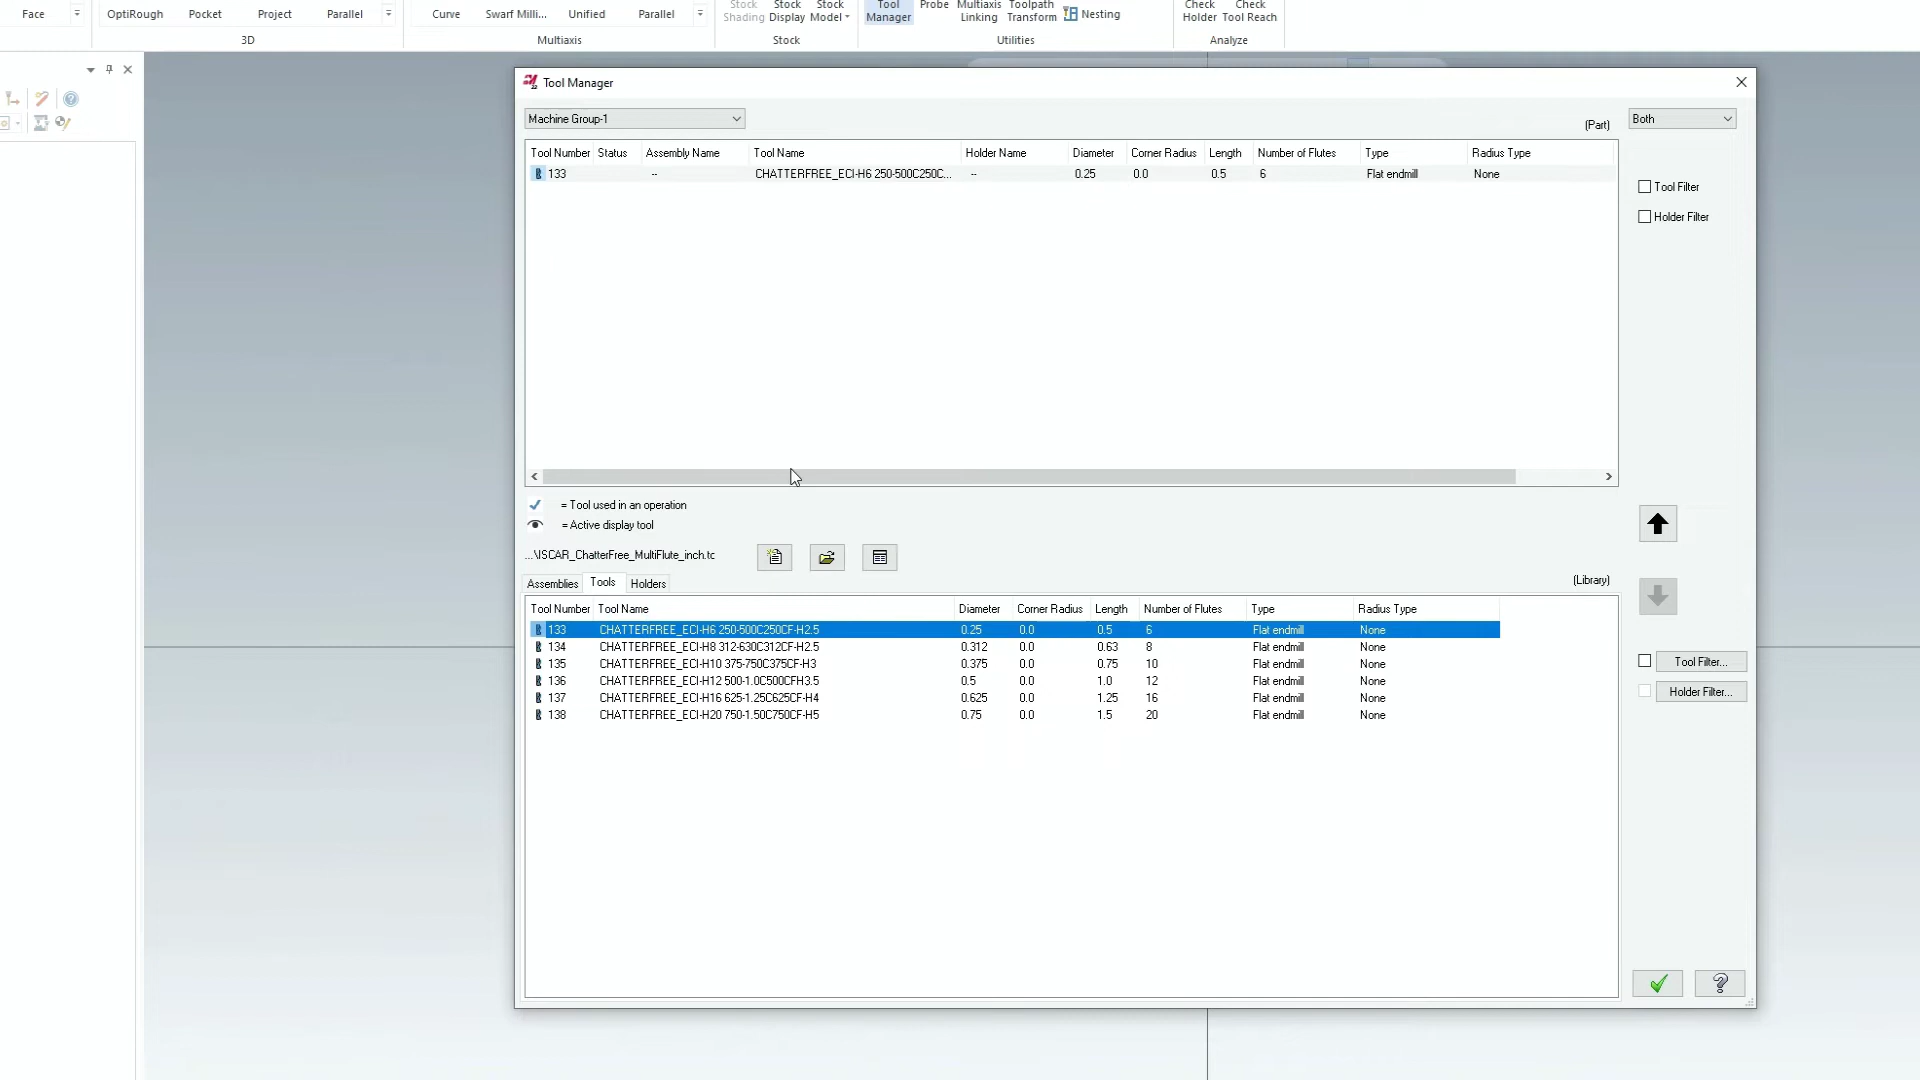 Face
OptiRough Pocket Project Parallel
3D
Curve Swarf Milli... Unified Parallel
Multiaxis
Stock Shading
Stock Display
Stock Model
Stock
Tool Manager
Probe
Multiaxis Linking
Toolpath Transform
Nesting
Utilities
Check Holder
Check Tool Reach
Analyze
Tool Manager
Machine Group-1
(Part)
Both
Tool Number Status Assembly Name Tool Name Holder Name Diameter Corner Radius Length Number of Flutes Type Radius Type
133 -- CHATTERFREE_ECI-H6 250-500C250C... -- 0.25 0.0 0.5 6 Flat endmill None
Tool Filter
Holder Filter
= Tool used in an operation
= Active display tool
...\ISCAR_ChatterFree_MultiFlute_inch.tc
Assemblies Tools Holders
(Library)
Tool Number Tool Name Diameter Corner Radius Length Number of Flutes Type Radius Type
133 CHATTERFREE_ECI-H6 250-500C250CF-H2.5 0.25 0.0 0.5 6 Flat endmill None
134 CHATTERFREE_ECI-H8 312-630C312CF-H2.5 0.312 0.0 0.63 8 Flat endmill None
135 CHATTERFREE_ECI-H10 375-750C375CF-H3 0.375 0.0 0.75 10 Flat endmill None
136 CHATTERFREE_ECI-H12 500-1.0C500CFH3.5 0.5 0.0 1.0 12 Flat endmill None
137 CHATTERFREE_ECI-H16 625-1.25C625CF-H4 0.625 0.0 1.25 16 Flat endmill None
138 CHATTERFREE_ECI-H20 750-1.50C750CF-H5 0.75 0.0 1.5 20 Flat endmill None
Tool Filter...
Holder Filter...